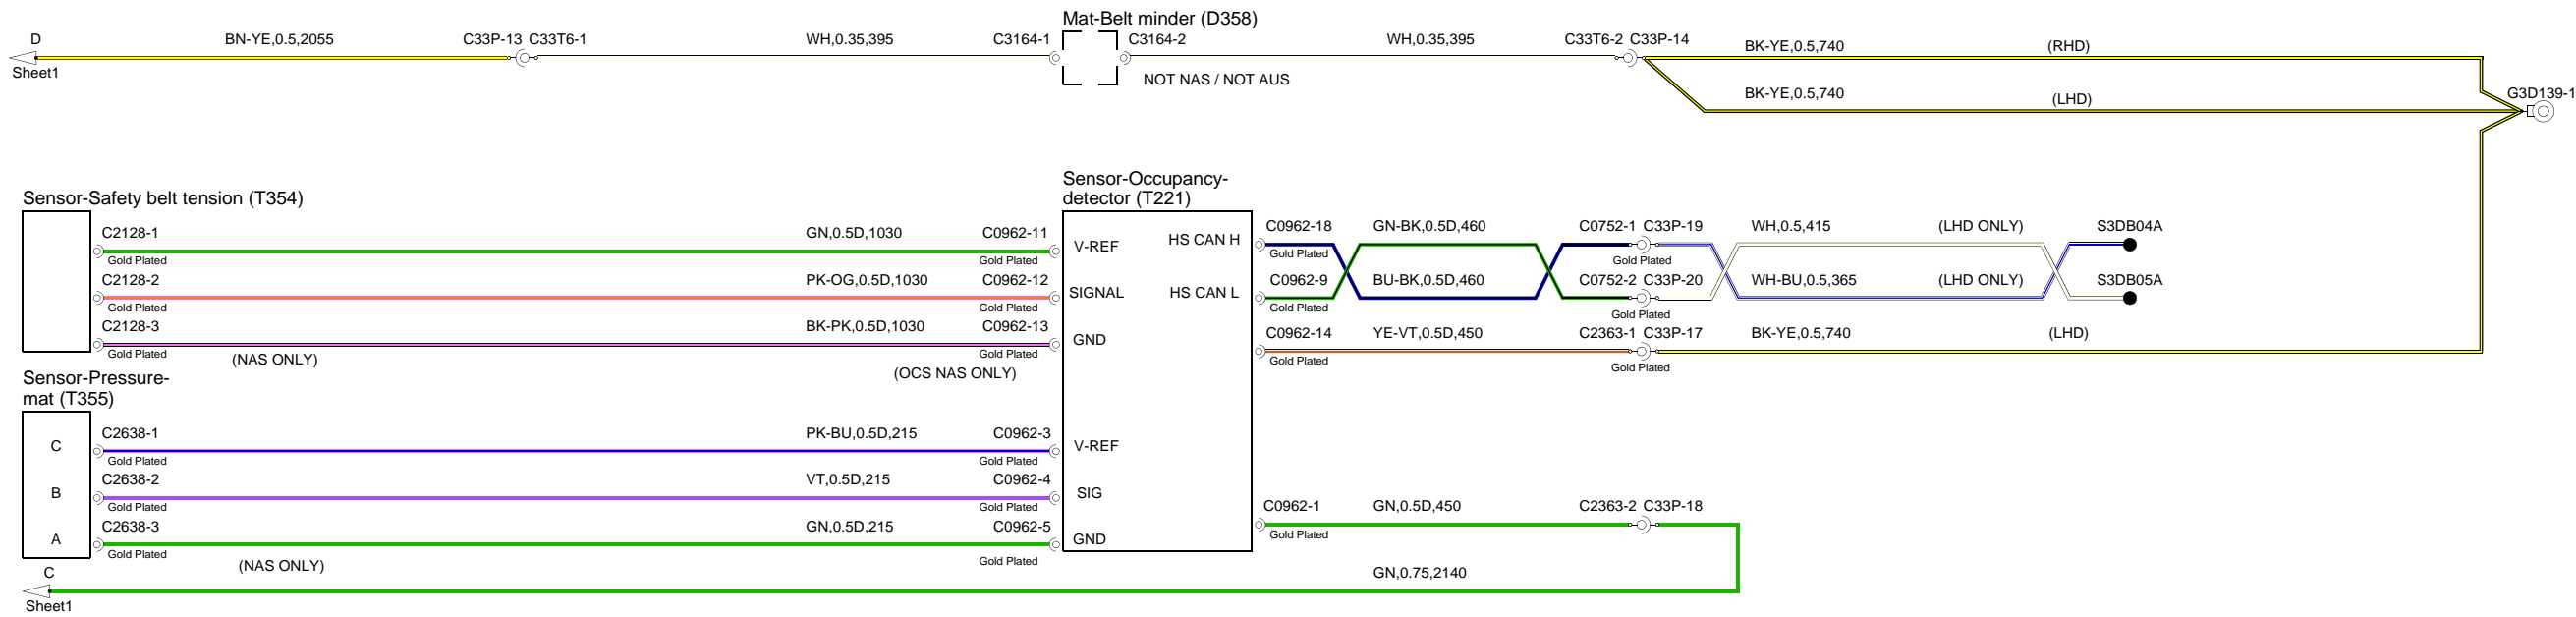 Mat-Belt minder (D358)
D
BN-YE,0.5,2055
C33P-13 C33T6-1
WH,0.35,395
C3164-1
C3164-2
WH,0.35,395
C33T6-2 C33P-14
BK-YE,0.5,740
(RHD)
Sheet1
NOT NAS / NOT AUS
BK-YE,0.5,740
(LHD)
G3D139-1
Sensor-Safety belt tension (T354)
Sensor-Occupancy-
detector (T221)
C2128-1
GN,0.5D,1030
C0962-11
V-REF
Gold Plated
Gold Plated
C2128-2
PK-OG,0.5D,1030
C0962-12
SIGNAL
Gold Plated
Gold Plated
C2128-3
BK-PK,0.5D,1030
C0962-13
GND
Gold Plated
Gold Plated
(NAS ONLY)
(OCS NAS ONLY)
HS CAN H
C0962-18
GN-BK,0.5D,460
C0752-1 C33P-19
WH,0.5,415
(LHD ONLY)
S3DB04A
Gold Plated
Gold Plated
HS CAN L
C0962-9
BU-BK,0.5D,460
C0752-2 C33P-20
WH-BU,0.5,365
(LHD ONLY)
S3DB05A
Gold Plated
Gold Plated
C0962-14
YE-VT,0.5D,450
C2363-1 C33P-17
BK-YE,0.5,740
(LHD)
Gold Plated
Gold Plated
Sensor-Pressure-
mat (T355)
C
C2638-1
PK-BU,0.5D,215
C0962-3
V-REF
Gold Plated
Gold Plated
B
C2638-2
VT,0.5D,215
C0962-4
SIG
Gold Plated
Gold Plated
A
C2638-3
GN,0.5D,215
C0962-5
GND
Gold Plated
Gold Plated
(NAS ONLY)
C0962-1
GN,0.5D,450
C2363-2 C33P-18
Gold Plated
C
GN,0.75,2140
Sheet1